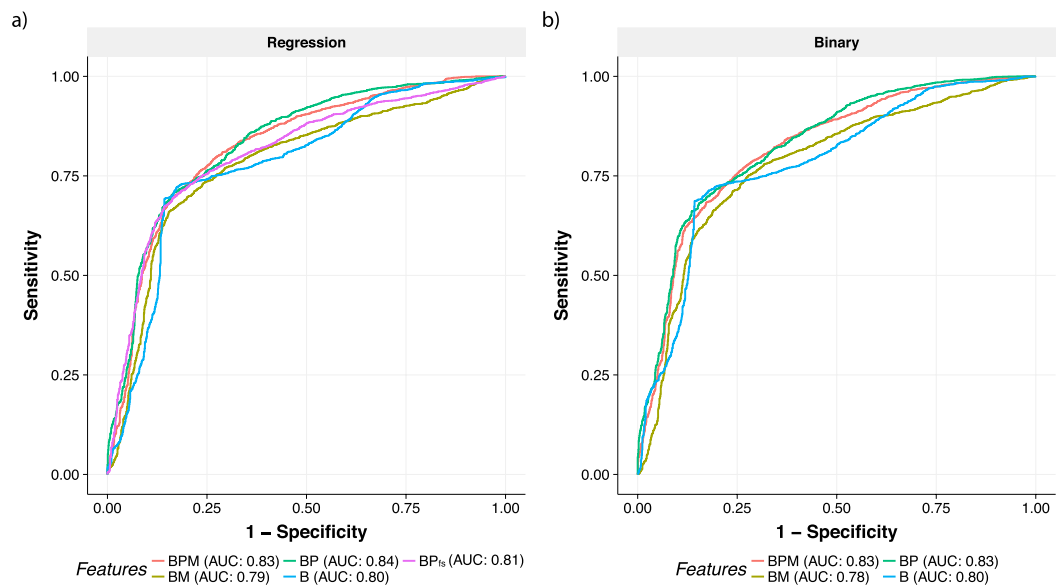 a)
Regression
1.00
0.75
0.50
0.25
0.00
Sensitivity
0.00 0.25 0.50 0.75 1.00
1 – Specificity
Features
BPM (AUC: 0.83) BP (AUC: 0.84) BPfs (AUC: 0.81)
BM (AUC: 0.79) B (AUC: 0.80)
b)
Binary
1.00
0.75
0.50
0.25
0.00
Sensitivity
0.00 0.25 0.50 0.75 1.00
1 – Specificity
Features
BPM (AUC: 0.83) BP (AUC: 0.83)
BM (AUC: 0.78) B (AUC: 0.80)